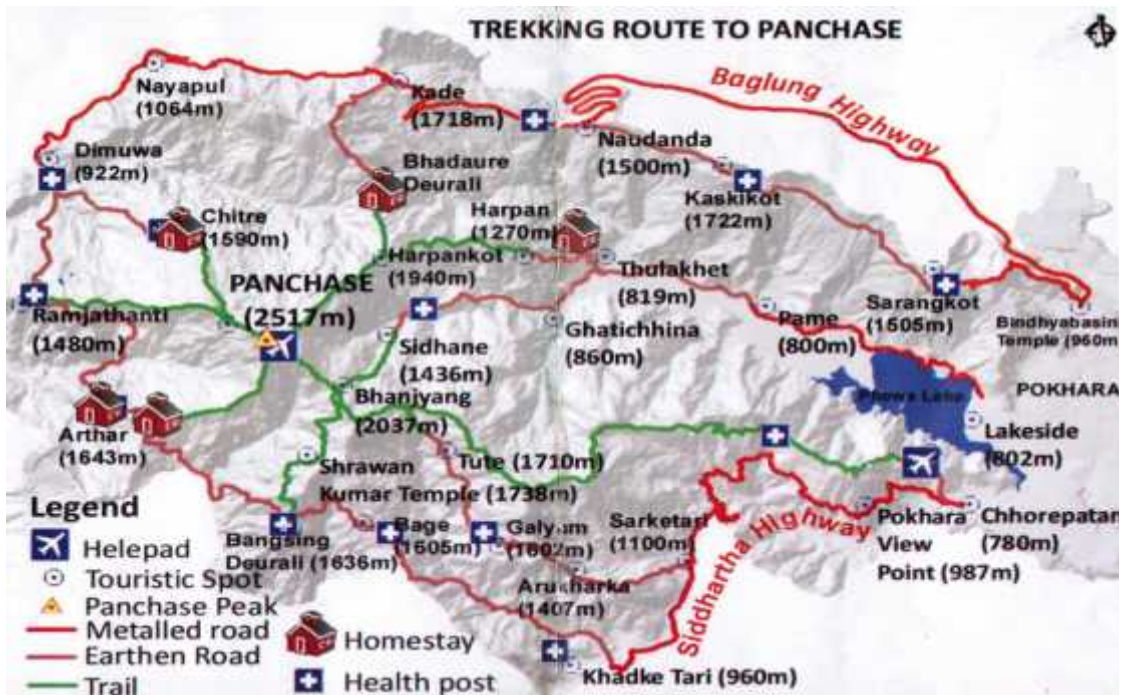 TREKKING ROUTE TO PANCHASE
Baglung Highway
Nayapul
(1064m)
Kade
(1718m)
Naudanda
(1500m)
Dimuwa
(922m)
Bhadaure
Deurali
Kaskikot
(1722m)
Chitre
(1590m)
Harpan
(1270m)
Harpankot
(1940m)
Thulakhet
(819m)
Sarangkot
(1505m)
PANCHASE
(2517m)
Ramjathanti
(1480m)
Pame
(800m)
Bindhyabasin
Temple (960m
Ghatichhina
(860m)
Sidhane
(1436m)
POKHARA
Phewa Lake
Bhanjyang
(2037m)
Lakeside
(802m)
Arthar
(1643m)
Tute (1710m)
Shrawan
Kumar Temple (1738m)
Bangsing
Deurali (1636m)
Bage
(1605m)
(1602m)
Sarketari
(1100m)
Siddhartha Highway
Pokhara
View
Point (987m)
Chhorepatan
(780m)
(1407m)
Khadke Tari (960m)
Legend
Helepad
Touristic Spot
Panchase Peak
Metalled road
Earthen Road
Trail
Homestay
Health post